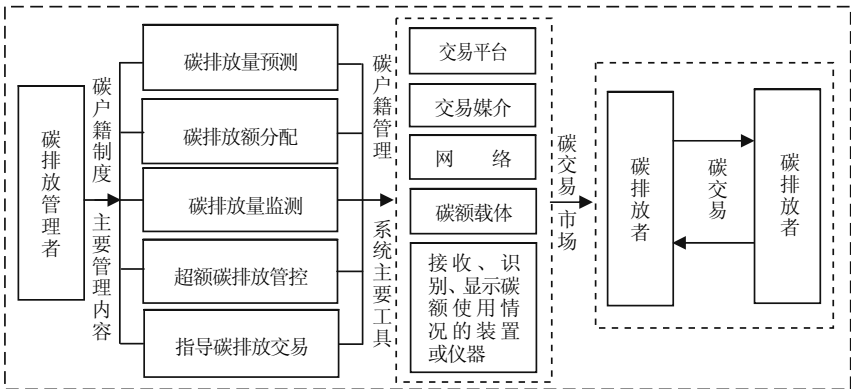 碳排放管理者
碳户籍制度
主要管理内容
碳排放量预测
碳排放额分配
碳排放量监测
超额碳排放管控
指导碳排放交易
碳户籍管理
系统主要工具
交易平台
交易媒介
网 络
碳额载体
接收、识
别、显示碳
额使用情
况的装置
或仪器
碳交易
市场
碳排放者
碳交易
碳排放者